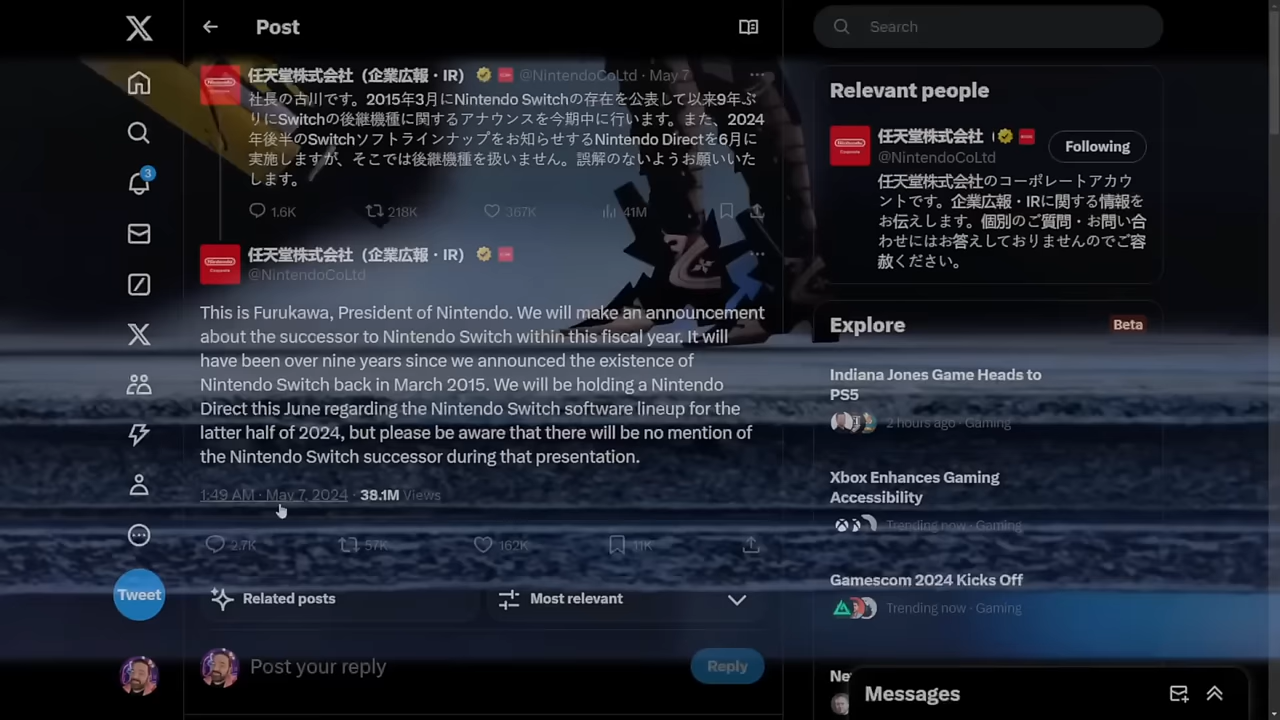 Post
Search
任天堂株式会社（企業広報・IR） @NintendoCoLtd · May 7
社長の古川です。2015年3月にNintendo Switchの存在を公表して以来9年ぶ
りにSwitchの後継機種に関するアナウンスを今期中に行います。また、2024
年後半のSwitchソフトラインナップをお知らせするNintendo Directを6月に
実施しますが、そこでは後継機種を扱いません。誤解のないようお願いいた
します。
1.6K 218K 367K 41M
任天堂株式会社（企業広報・IR）
@NintendoCoLtd
This is Furukawa, President of Nintendo. We will make an announcement
about the successor to Nintendo Switch within this fiscal year. It will
have been over nine years since we announced the existence of
Nintendo Switch back in March 2015. We will be holding a Nintendo
Direct this June regarding the Nintendo Switch software lineup for the
latter half of 2024, but please be aware that there will be no mention of
the Nintendo Switch successor during that presentation.
1:49 AM · May 7, 2024 · 38.1M Views
2.7K 57K 162K 11K
Related posts
Most relevant
Post your reply
Reply
3
Tweet
Relevant people
任天堂株式会社
@NintendoCoLtd
Following
任天堂株式会社のコーポレートアカウ
ントです。企業広報・IRに関する情報を
お伝えします。個別のご質問・お問い合
わせにはお答えしておりませんのでご容
赦ください。
Explore
Beta
Indiana Jones Game Heads to
PS5
2 hours ago · Gaming
Xbox Enhances Gaming
Accessibility
Trending now · Gaming
Gamescom 2024 Kicks Off
Trending now · Gaming
Messages